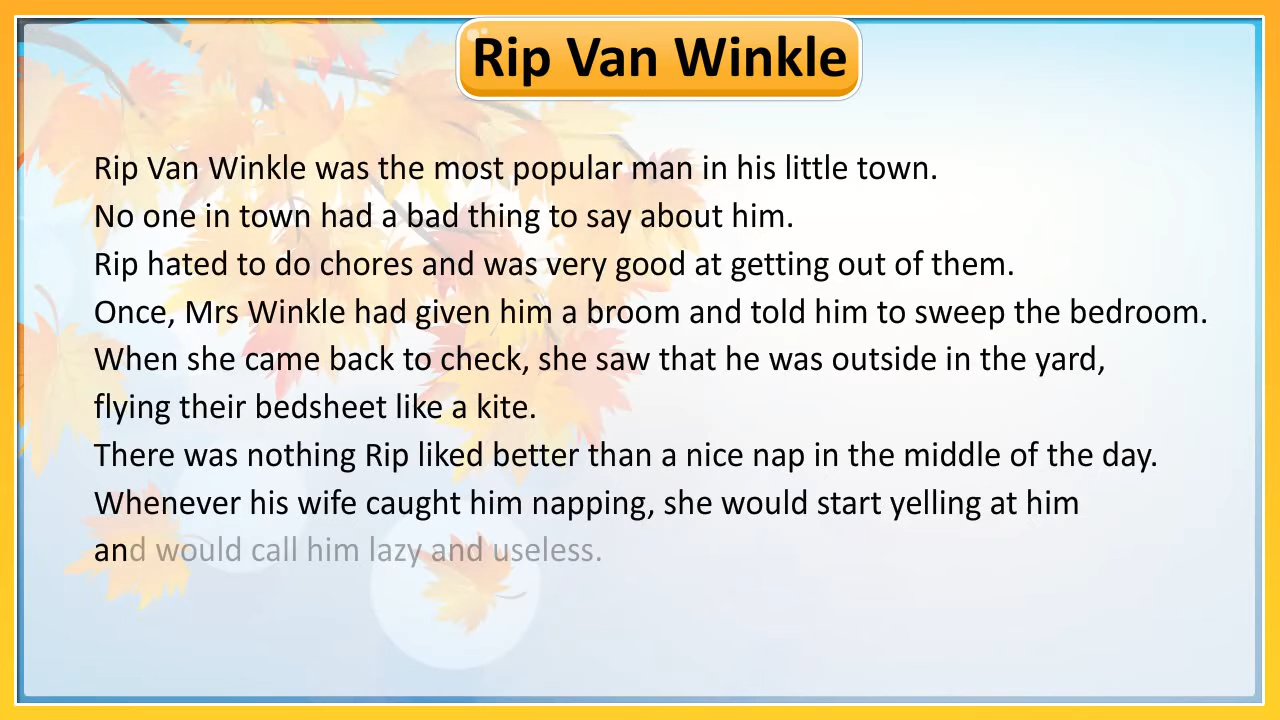 Rip Van Winkle
Rip Van Winkle was the most popular man in his little town.
No one in town had a bad thing to say about him.
Rip hated to do chores and was very good at getting out of them.
Once, Mrs Winkle had given him a broom and told him to sweep the bedroom.
When she came back to check, she saw that he was outside in the yard,
flying their bedsheet like a kite.
There was nothing Rip liked better than a nice nap in the middle of the day.
Whenever his wife caught him napping, she would start yelling at him
and would call him lazy and useless.